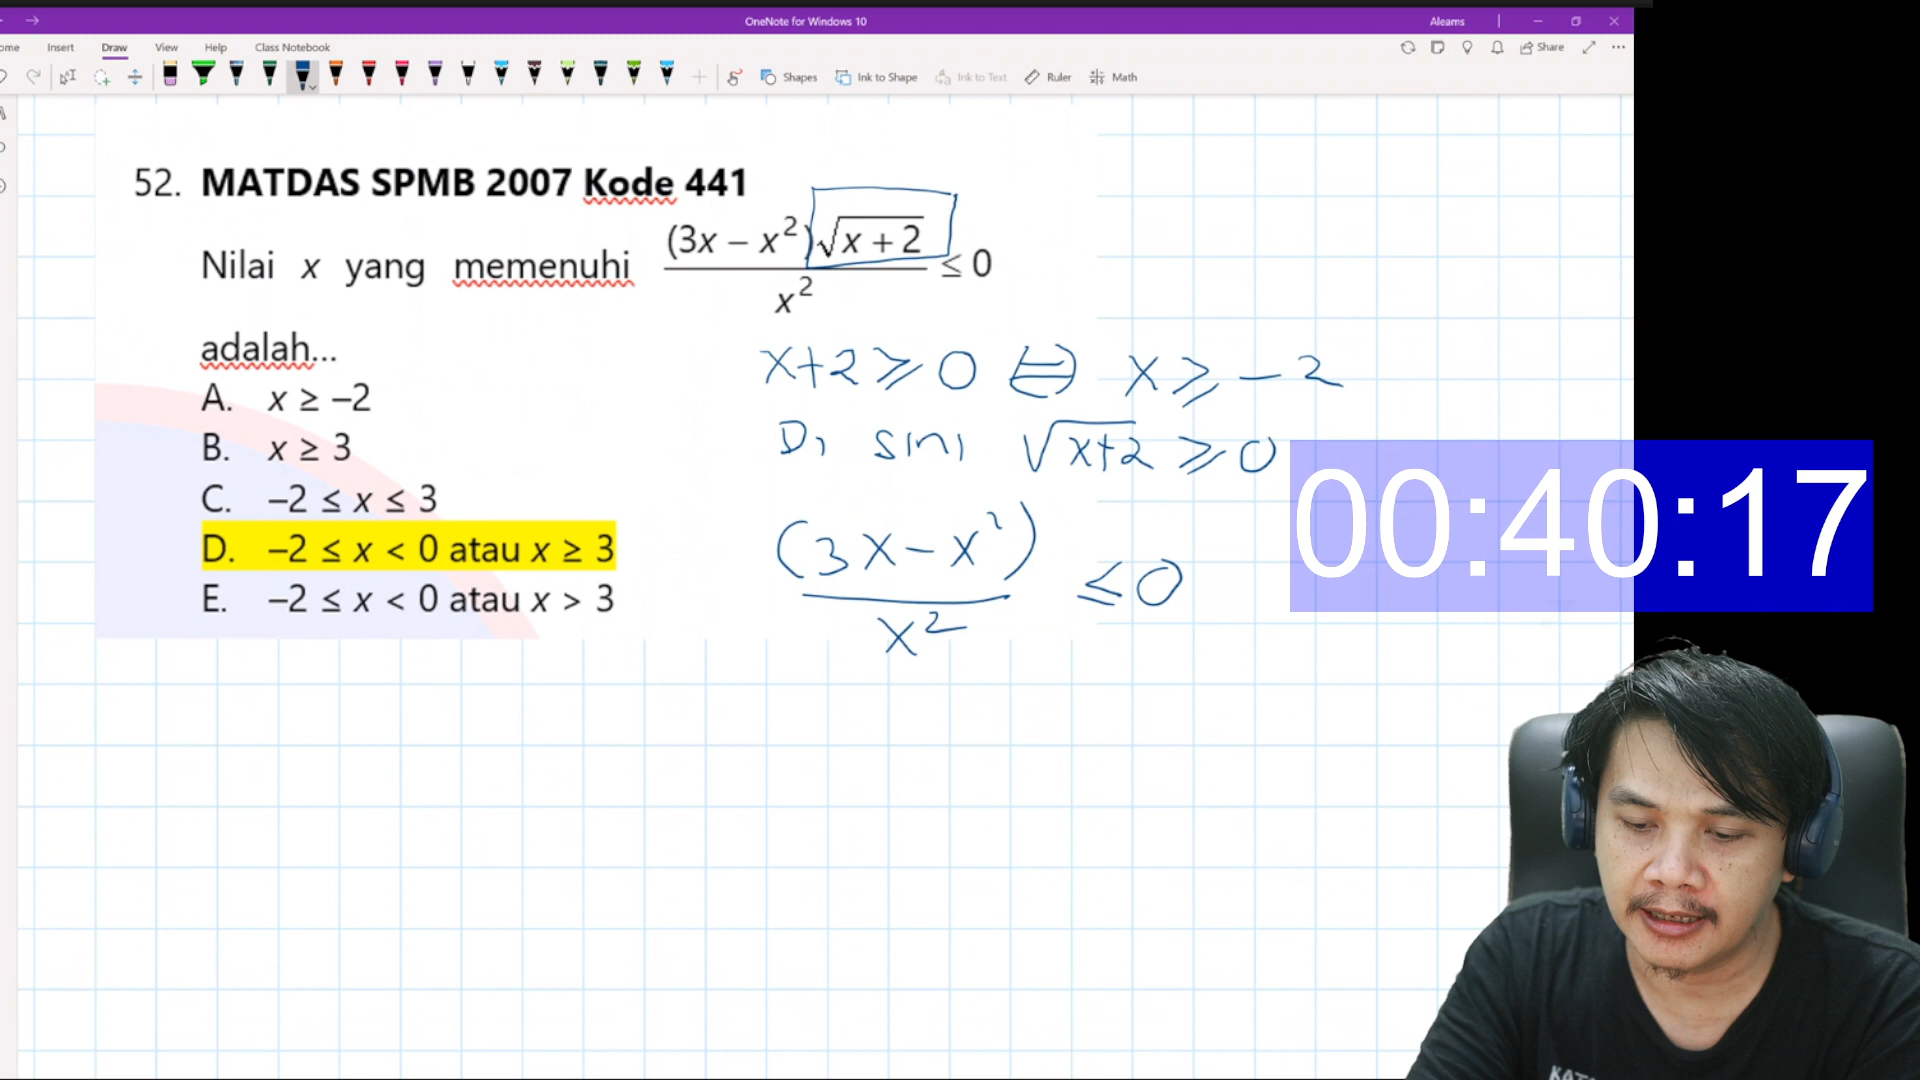 OneNote for Windows 10
Aleams
Insert Draw View Help Class Notebook
Share
Shapes Ink to Shape Ink to Text Ruler Math
52. MATDAS SPMB 2007 Kode 441
Nilai x yang memenuhi (3x – x²)√x + 2 / x² ≤ 0
adalah...
A. x ≥ –2
B. x ≥ 3
C. –2 ≤ x ≤ 3
D. –2 ≤ x < 0 atau x ≥ 3
E. –2 ≤ x < 0 atau x > 3
x+2 ≥ 0 ⇔ x ≥ -2
Di sini √x+2 ≥ 0
(3x-x²) / x² ≤ 0
00:40:17